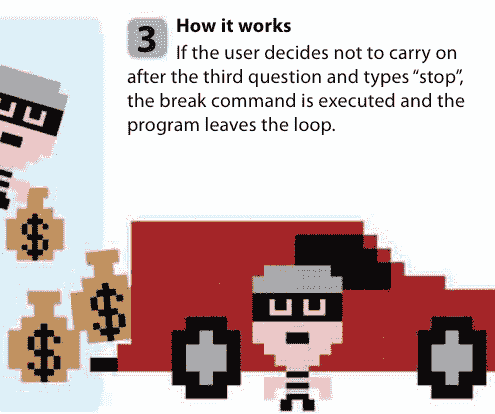 3
How it works
If the user decides not to carry on
after the third question and types “stop”,
the break command is executed and the
program leaves the loop.
$
$
$